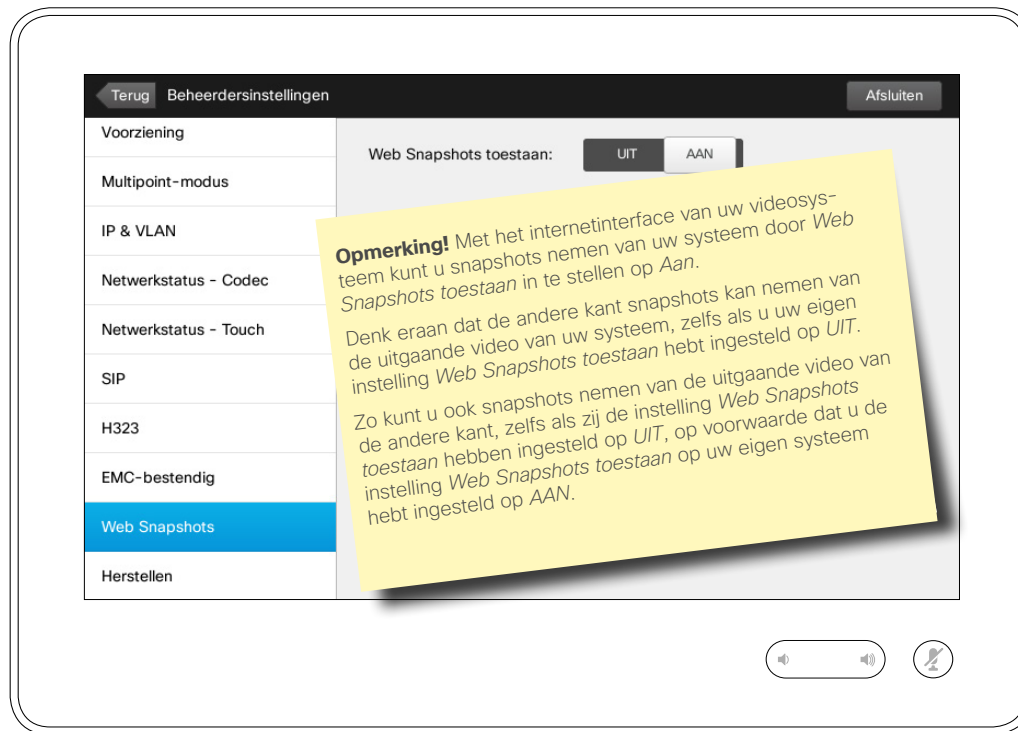 Terug Beheerdersinstellingen Afsluiten
Voorziening
Multipoint-modus
IP & VLAN
Netwerkstatus - Codec
Netwerkstatus - Touch
SIP
H323
EMC-bestendig
Web Snapshots
Herstellen
Web Snapshots toestaan: UIT AAN
Opmerking! Met het internetinterface van uw videosys-
teem kunt u snapshots nemen van uw systeem door Web
Snapshots toestaan in te stellen op Aan.
Denk eraan dat de andere kant snapshots kan nemen van
de uitgaande video van uw systeem, zelfs als u uw eigen
instelling Web Snapshots toestaan hebt ingesteld op UIT.
Zo kunt u ook snapshots nemen van de uitgaande video van
de andere kant, zelfs als zij de instelling Web Snapshots
toestaan hebben ingesteld op UIT, op voorwaarde dat u de
instelling Web Snapshots toestaan op uw eigen systeem
hebt ingesteld op AAN.